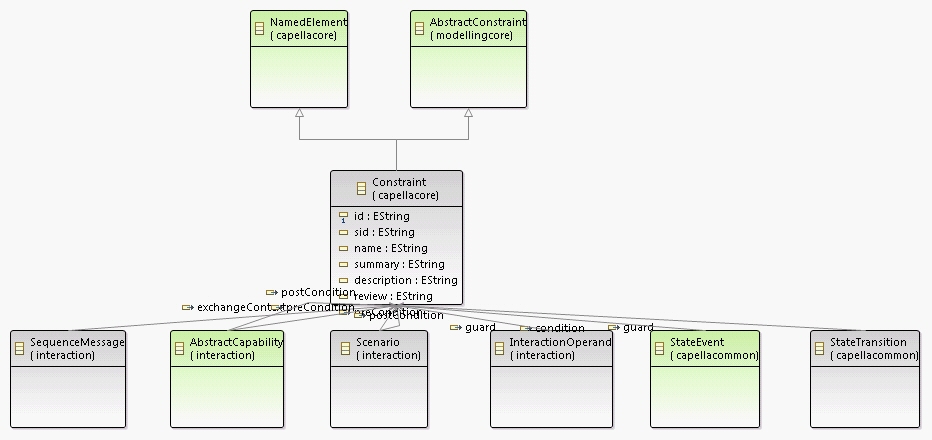 NamedElement
( capellacore)
AbstractConstraint
( modellingcore)
Constraint
( capellacore)
id : EString
sid : EString
name : EString
summary : EString
description : EString
review : EString
postCondition
exchangeContext
preCondition
preCondition
postCondition
guard
condition
guard
SequenceMessage
( interaction)
AbstractCapability
( interaction)
Scenario
( interaction)
InteractionOperand
( interaction)
StateEvent
( capellacommon)
StateTransition
( capellacommon)